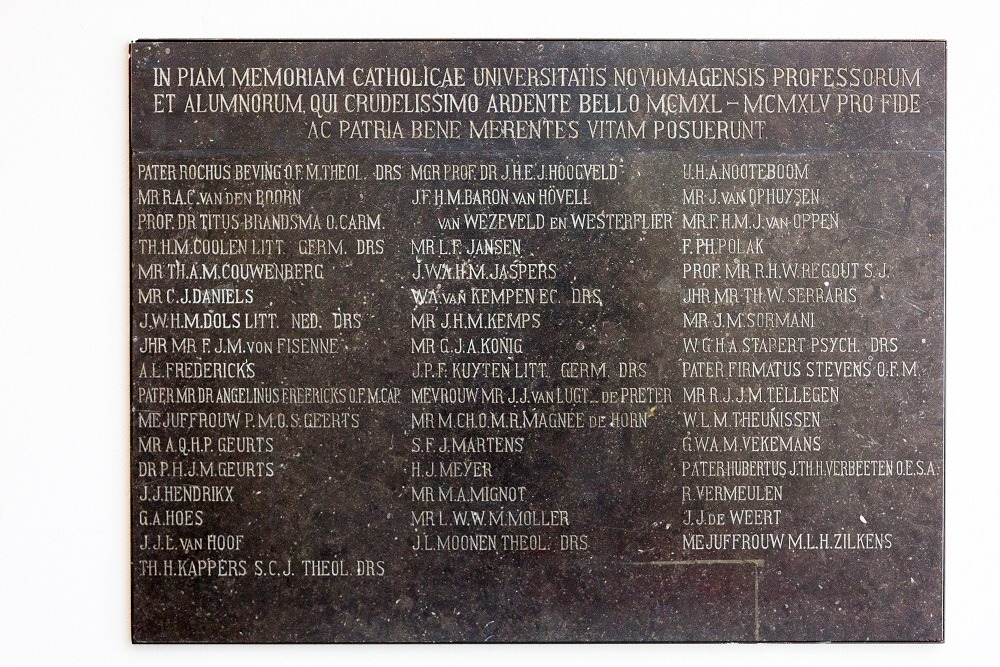 IN PIAM MEMORIAM CATHOLICAE UNIVERSITATIS NOVIOMAGENSIS PROFESSORUM
ET ALUMNORUM, QUI CRUDELISSIMO ARDENTE BELLO MCMXL – MCMXLV PRO FIDE
AC PATRIA BENE MERENTES VITAM POSUERUNT.
PATER ROCHUS BEVING O.F.M. THEOL. DRS
MR R.A.C. VAN DEN BOORN
PROF. DR TITUS BRANDSMA O.CARM.
TH.H.M. COOLEN LITT. GERM. DRS
MR TH.A.M. COUWENBERG
MR C.J. DANIELS
J.W.H.M. DOLS LITT. NED. DRS
JHR MR F.J.M. VON FISENNE
A.L. FREDERICKS
PATER MR DR ANGELINUS FREERICKS O.F.M. CAP.
MEJUFFROUW P.M.O.S. GEERTS
MR A.Q.H.P. GEURTS
DR P.H.J.M. GEURTS
J.J. HENDRIKX
G.A. HOES
J.J.L. VAN HOOF
TH.H. KAPPERS S.C.J. THEOL. DRS
MGR PROF. DR J.H.E.J. HOOGVELD
J.F.H.M. BARON VAN HÖVELL
VAN WEZEVELD EN WESTERFLIER
MR L.F. JANSEN
J.W.A.H.M. JASPERS
W.A. VAN KEMPEN EC. DRS
MR J.H.M. KEMPS
MR G.J.A. KÖNIG
J.P.F. KUYTEN LITT. GERM. DRS
MEVROUW MR J.J. VAN LUGT – DE PRETER
MR M.CH.O.M.R. MAGNÉE DE HORN
S.F.J. MARTENS
H.J. MEYER
MR M.A. MIGNOT
MR L.W.W.M. MOLLER
J.L. MOONEN THEOL. DRS
U.H.A. NOOTEBOOM
MR J. VAN OPHUYSEN
MR F.H.M.J. VAN OPPEN
F.PH. POLAK
PROF. MR R.H.W. REGOUT S.J.
JHR MR TH.W. SERRARIS
MR J.M. SORMANI
W.G.H.A. STAPERT PSYCH. DRS
PATER FIRMATUS STEVENS O.F.M.
MR R.J.J.M. TELLEGEN
W.L.M. THEUNISSEN
G.W.A.M. VEKEMANS
PATER HUBERTUS J.TH.H. VERBEETEN O.E.S.A.
R. VERMEULEN
J.J. DE WEERT
MEJUFFROUW M.L.H. ZILKENS